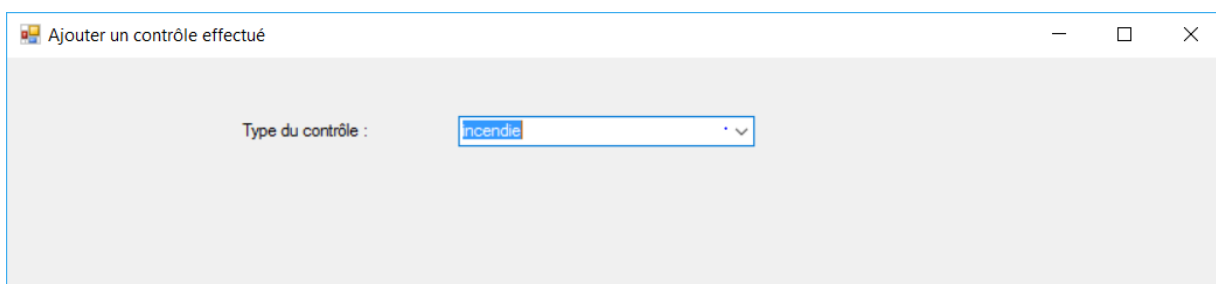 Ajouter un contrôle effectué
Type du contrôle : incendie